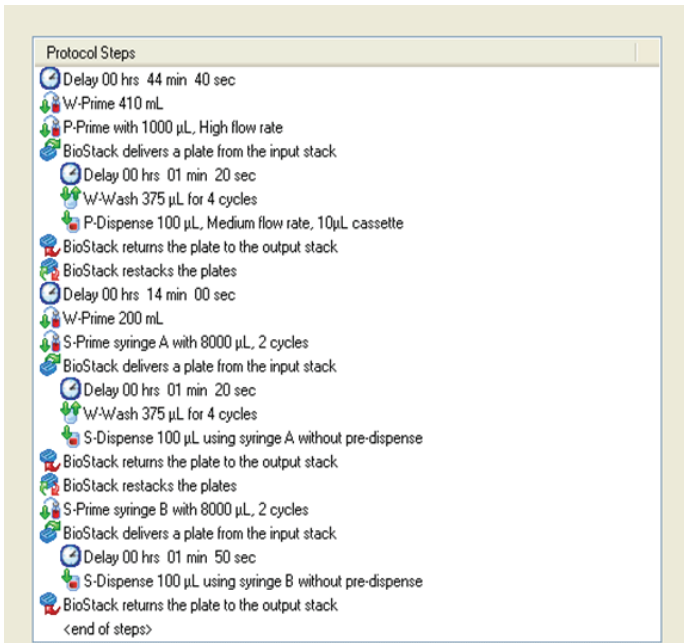 Protocol Steps
Delay 00 hrs 44 min 40 sec
W-Prime 410 mL
P-Prime with 1000 µL, High flow rate
BioStack delivers a plate from the input stack
Delay 00 hrs 01 min 20 sec
W-Wash 375 µL for 4 cycles
P-Dispense 100 µL, Medium flow rate, 10µL cassette
BioStack returns the plate to the output stack
BioStack restacks the plates
Delay 00 hrs 14 min 00 sec
W-Prime 200 mL
S-Prime syringe A with 8000 µL, 2 cycles
BioStack delivers a plate from the input stack
Delay 00 hrs 01 min 20 sec
W-Wash 375 µL for 4 cycles
S-Dispense 100 µL using syringe A without pre-dispense
BioStack returns the plate to the output stack
BioStack restacks the plates
S-Prime syringe B with 8000 µL, 2 cycles
BioStack delivers a plate from the input stack
Delay 00 hrs 01 min 50 sec
S-Dispense 100 µL using syringe B without pre-dispense
BioStack returns the plate to the output stack
<end of steps>